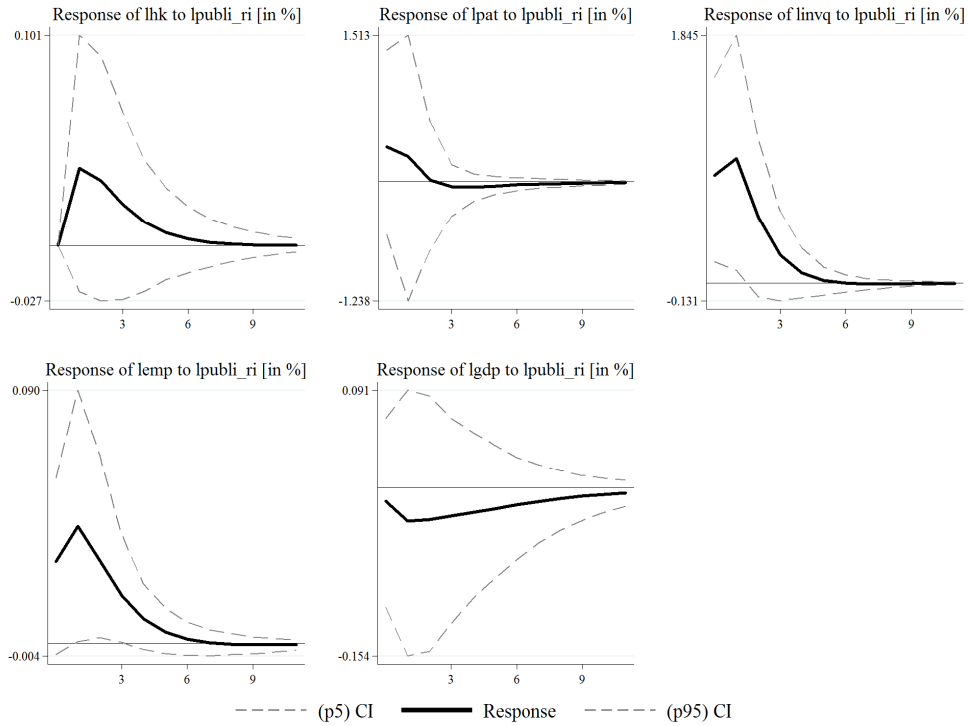 Response of lhk to lpubli_ri [in %]
0.101
-0.027
3 6 9
Response of lpat to lpubli_ri [in %]
1.513
-1.238
3 6 9
Response of linvq to lpubli_ri [in %]
1.845
-0.131
3 6 9
Response of lemp to lpubli_ri [in %]
0.090
-0.004
3 6 9
Response of lgdp to lpubli_ri [in %]
0.091
-0.154
3 6 9
(p5) CI Response (p95) CI